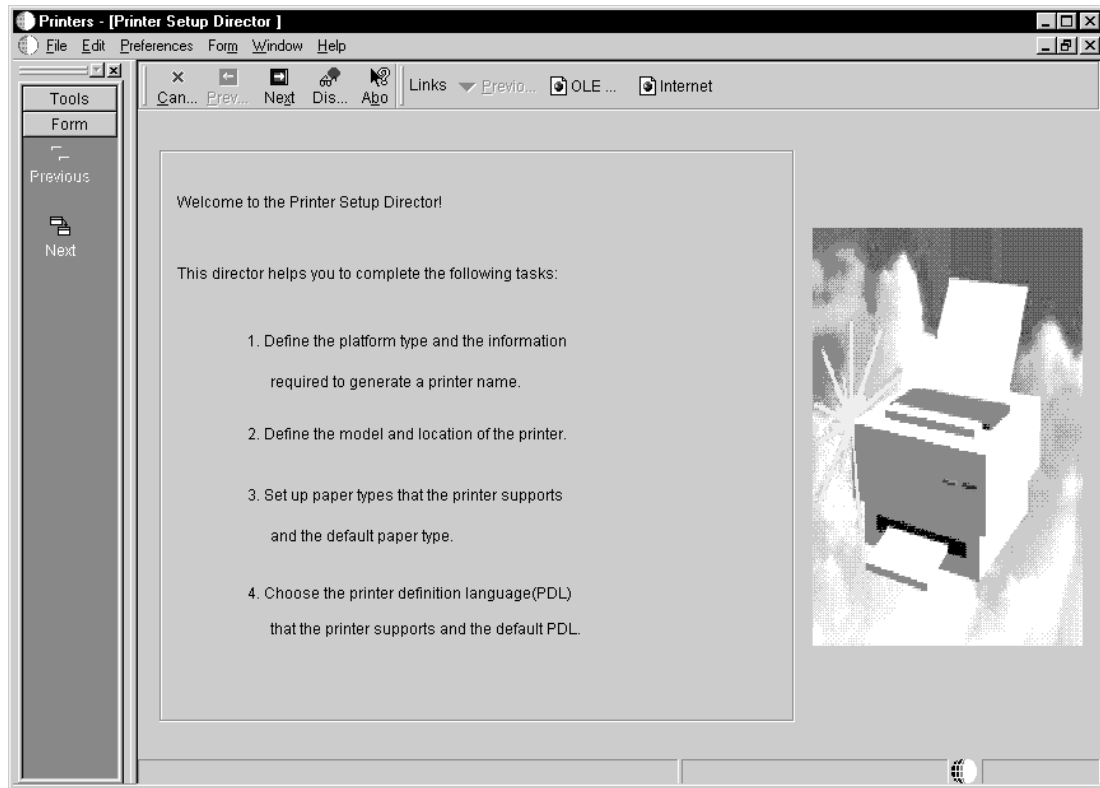 Printers - [Printer Setup Director ]
File Edit Preferences Form Window Help
Tools
Form
Previous
Next
Can... Prev... Next Dis... Abo Links Previo... OLE ... Internet
Welcome to the Printer Setup Director!
This director helps you to complete the following tasks:
1. Define the platform type and the information
required to generate a printer name.
2. Define the model and location of the printer.
3. Set up paper types that the printer supports
and the default paper type.
4. Choose the printer definition language(PDL)
that the printer supports and the default PDL.